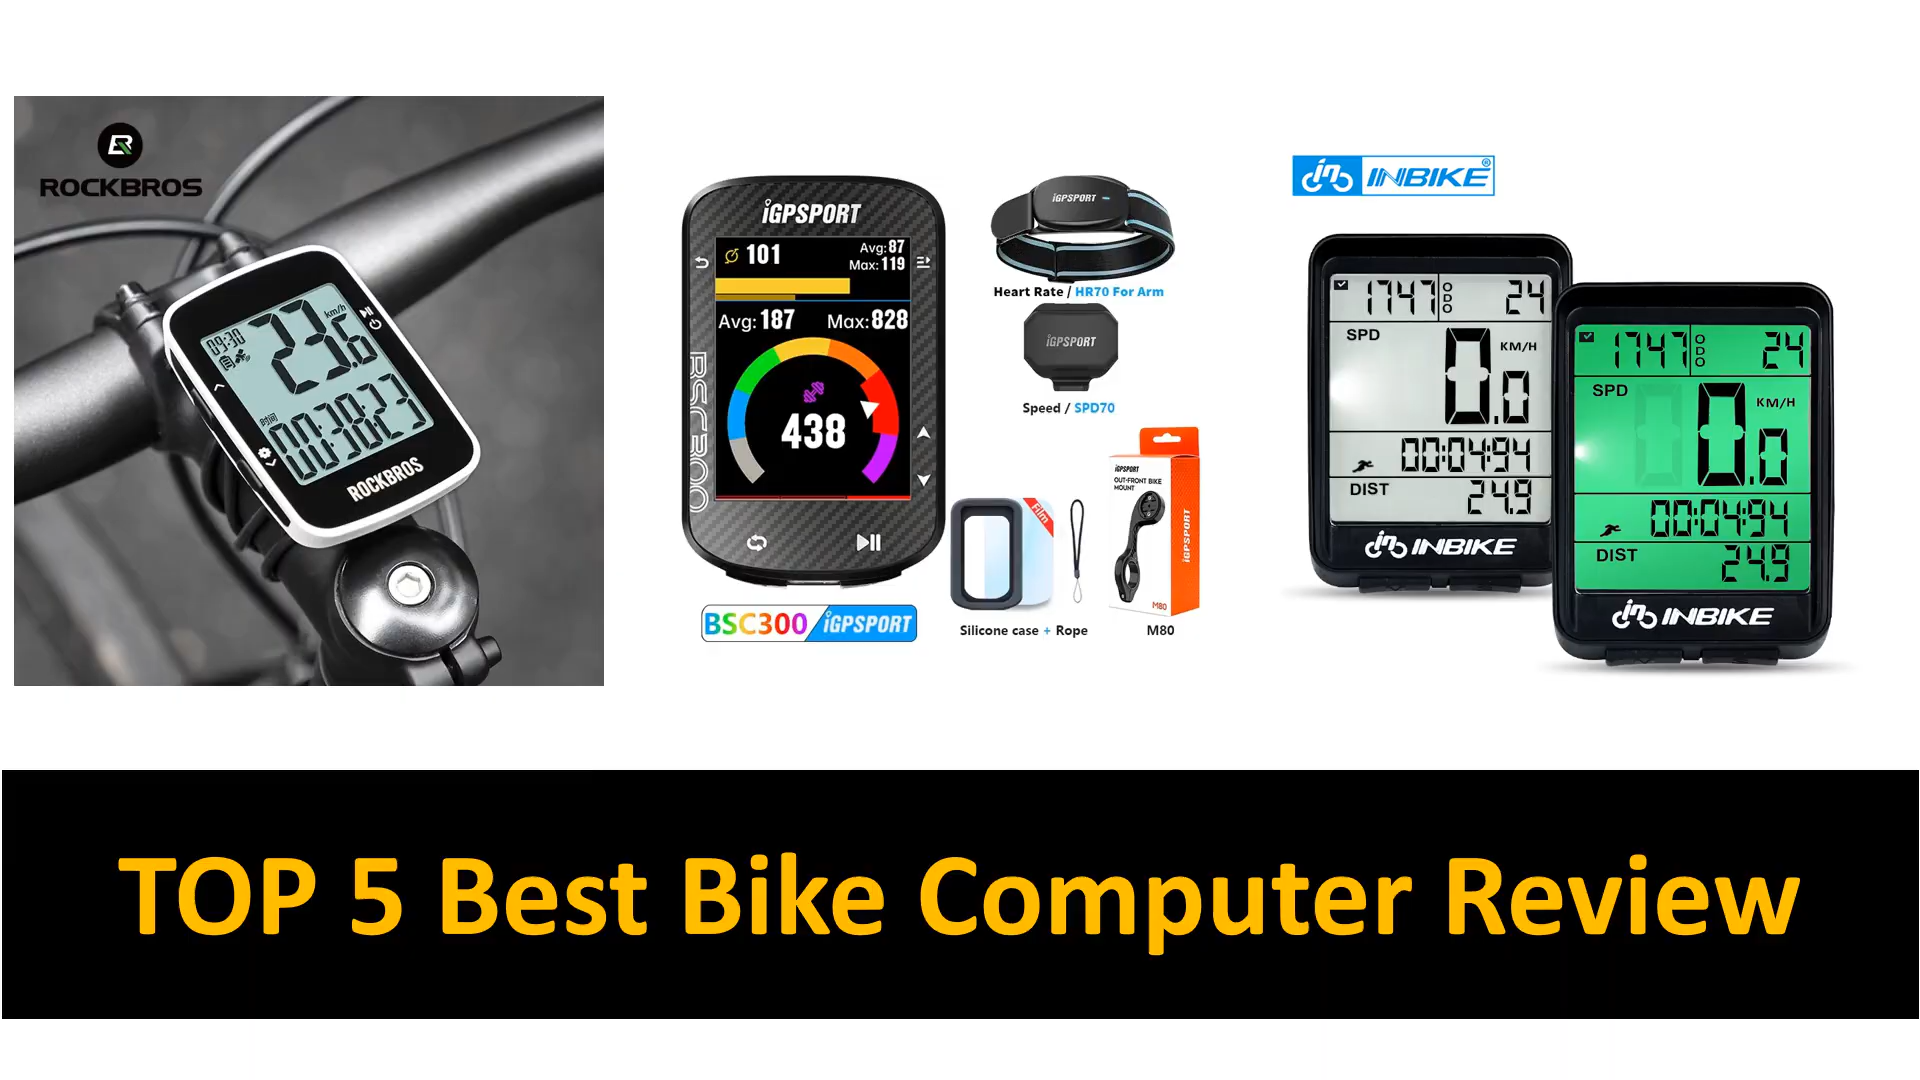 ROCKBROS
09:30
23.6 km/h
时间
00:38:23
ROCKBROS
iGPSPORT
101
Avg:87
Max:119
Avg:187 Max:828
438
BSC300
BSC300 iGPSPORT
iGPSPORT
Heart Rate / HR70 For Arm
iGPSPORT
Speed / SPD70
Film
Silicone case + Rope
iGPSPORT
OUT-FRONT BIKE
MOUNT
iGPSPORT
M80
M80
INBIKE®
1747 ODO 24
SPD
0.0 KM/H
00:04:94
DIST
24.9
INBIKE
1747 ODO 24
SPD
0.0 KM/H
00:04:94
DIST
24.9
INBIKE
TOP 5 Best Bike Computer Review